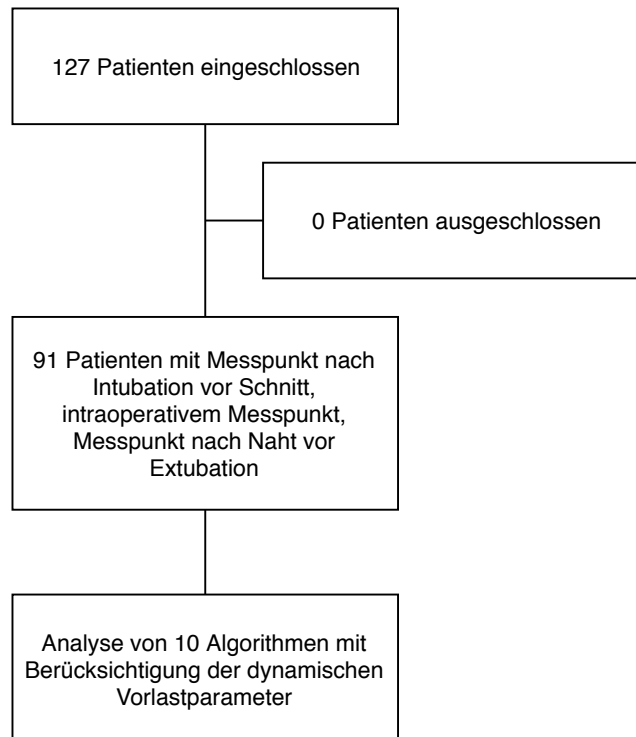 127 Patienten eingeschlossen
0 Patienten ausgeschlossen
91 Patienten mit Messpunkt nach
Intubation vor Schnitt,
intraoperativem Messpunkt,
Messpunkt nach Naht vor
Extubation
Analyse von 10 Algorithmen mit
Berücksichtigung der dynamischen
Vorlastparameter